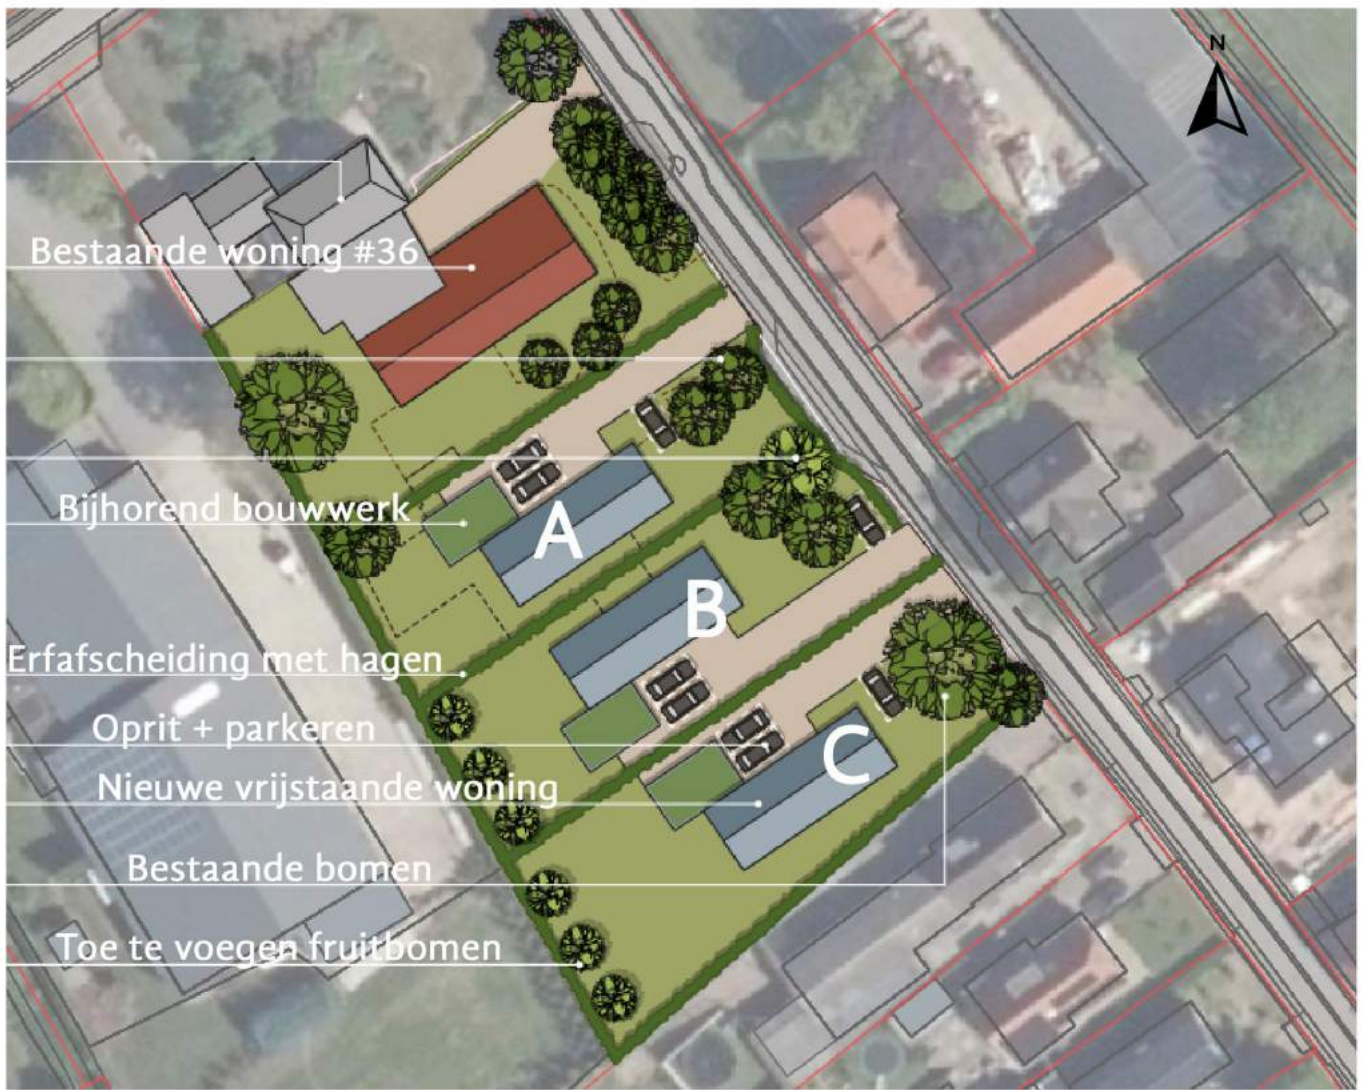 N
Bestaande woning #36
Bijhorend bouwwerk
A
B
Erfafscheiding met hagen
Oprit + parkeren
C
Nieuwe vrijstaande woning
Bestaande bomen
Toe te voegen fruitbomen